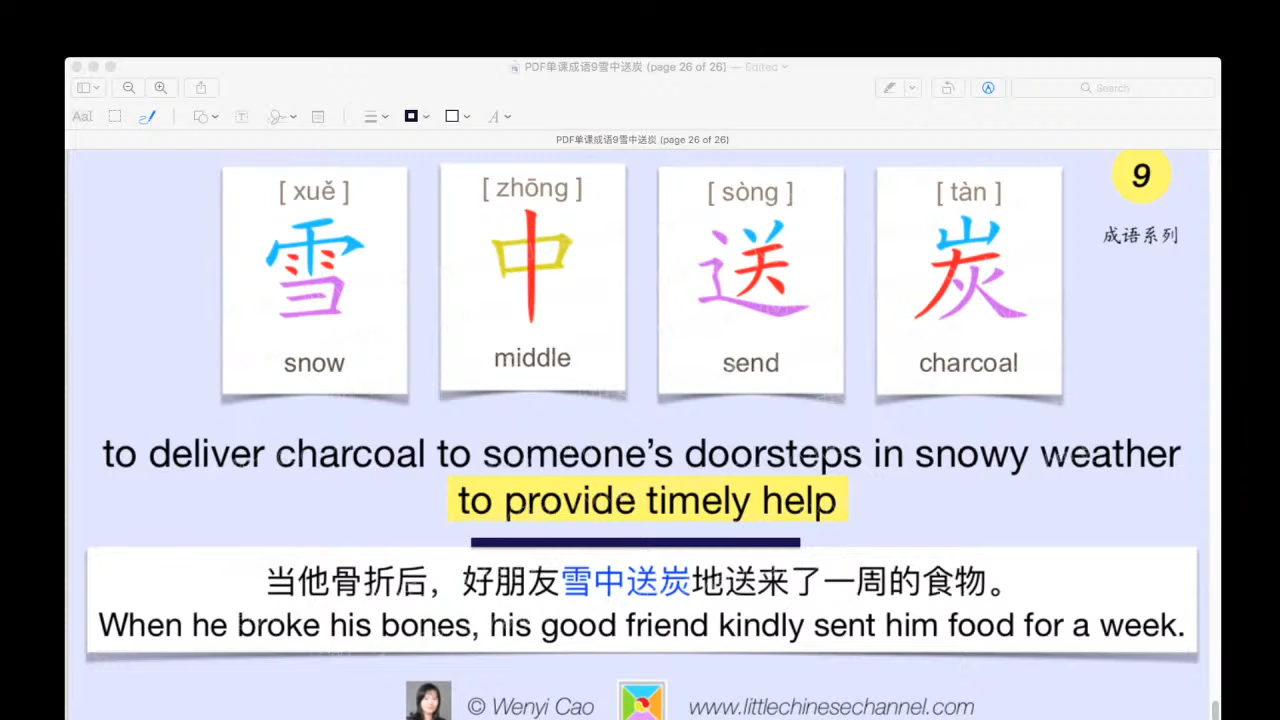 PDF单课成语9雪中送炭 (page 26 of 26) — Edited
Search
AaI
PDF单课成语9雪中送炭 (page 26 of 26)
[ xuě ] [ zhōng ] [ sòng ] [ tàn ] 9
雪 中 送 炭 成语系列
snow middle send charcoal
to deliver charcoal to someone’s doorsteps in snowy weather
to provide timely help
当他骨折后，好朋友雪中送炭地送来了一周的食物。
When he broke his bones, his good friend kindly sent him food for a week.
© Wenyi Cao www.littlechinesechannel.com